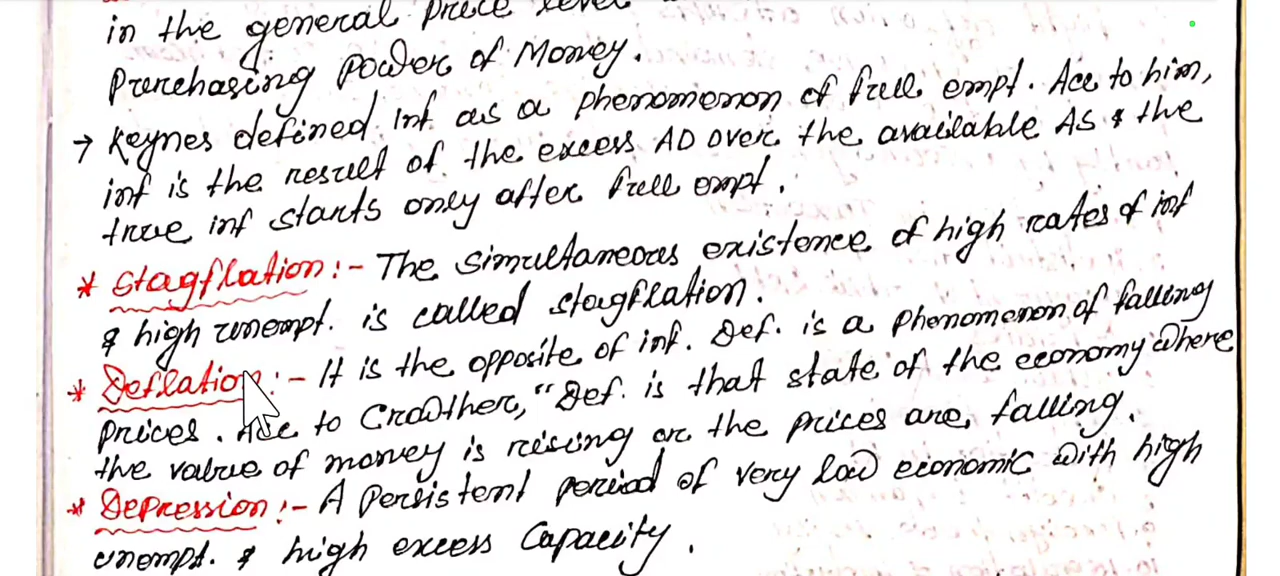 in the general price level
Purchasing power of Money.
→ Keynes defined inf as a phenomenon of full empt. Acc to him,
inf is the result of the excess AD over the available AS & the
true inf starts only after full empt.
* Stagflation :- The simultaneous existence of high rates of inf
& high unempt. is called stagflation.
* Deflation :- It is the opposite of inf. Def. is a phenomenon of falling
prices. Acc to Crowther, "Def. is that state of the economy where
the value of money is rising or the prices are falling.
* Depression :- A Persistent period of very low economic with high
unempt. & high excess capacity.